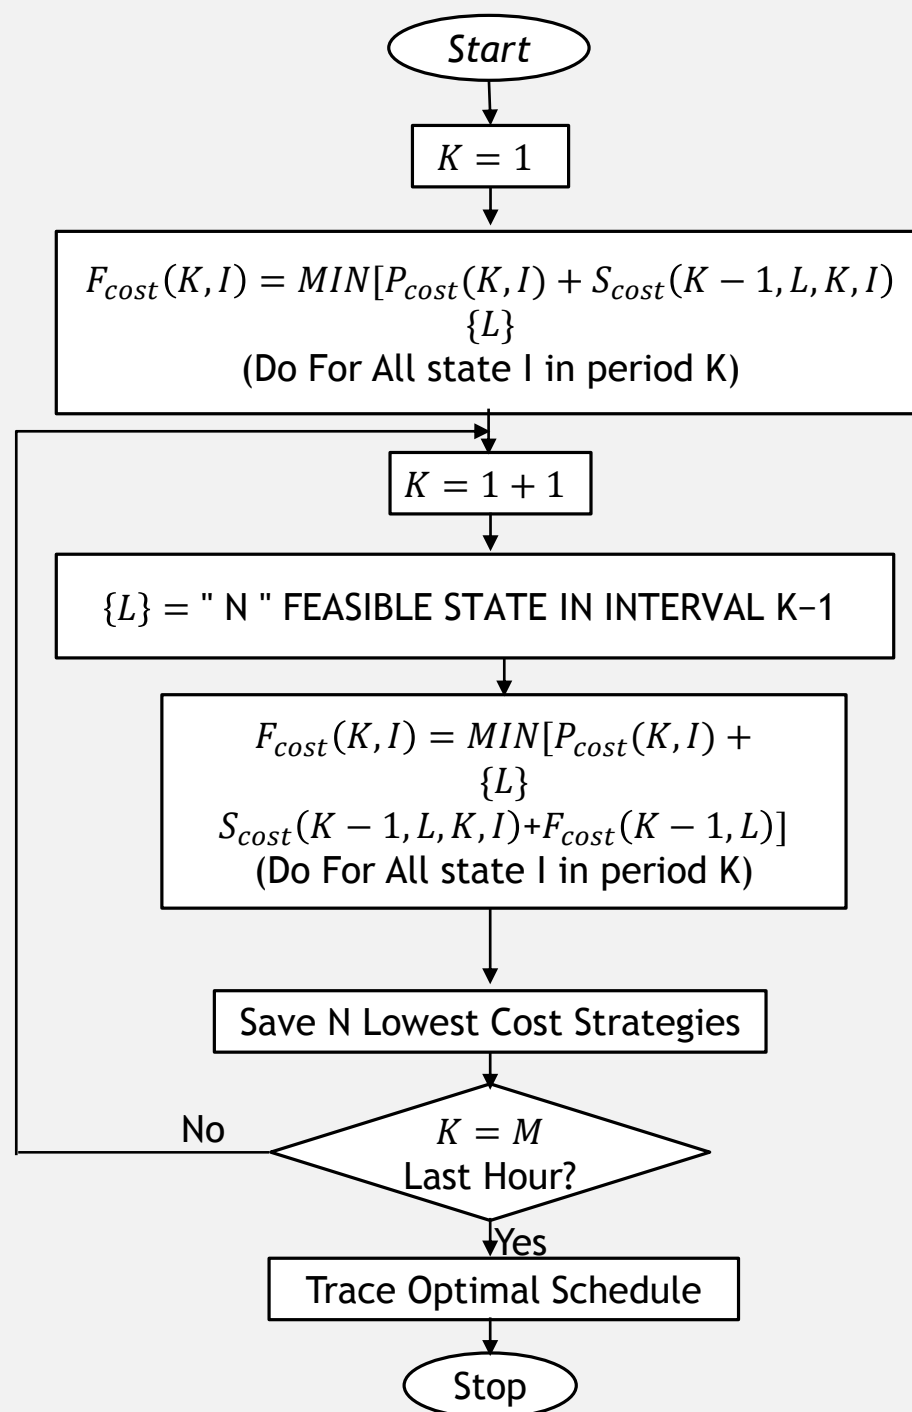 Start
K = 1
F_cost(K, I) = MIN[P_cost(K, I) + S_cost(K − 1, L, K, I)
{L}
(Do For All state I in period K)
K = 1 + 1
{L} = " N " FEASIBLE STATE IN INTERVAL K−1
F_cost(K, I) = MIN[P_cost(K, I) +
{L}
S_cost(K − 1, L, K, I)+F_cost(K − 1, L)]
(Do For All state I in period K)
Save N Lowest Cost Strategies
No
K = M
Last Hour?
Yes
Trace Optimal Schedule
Stop